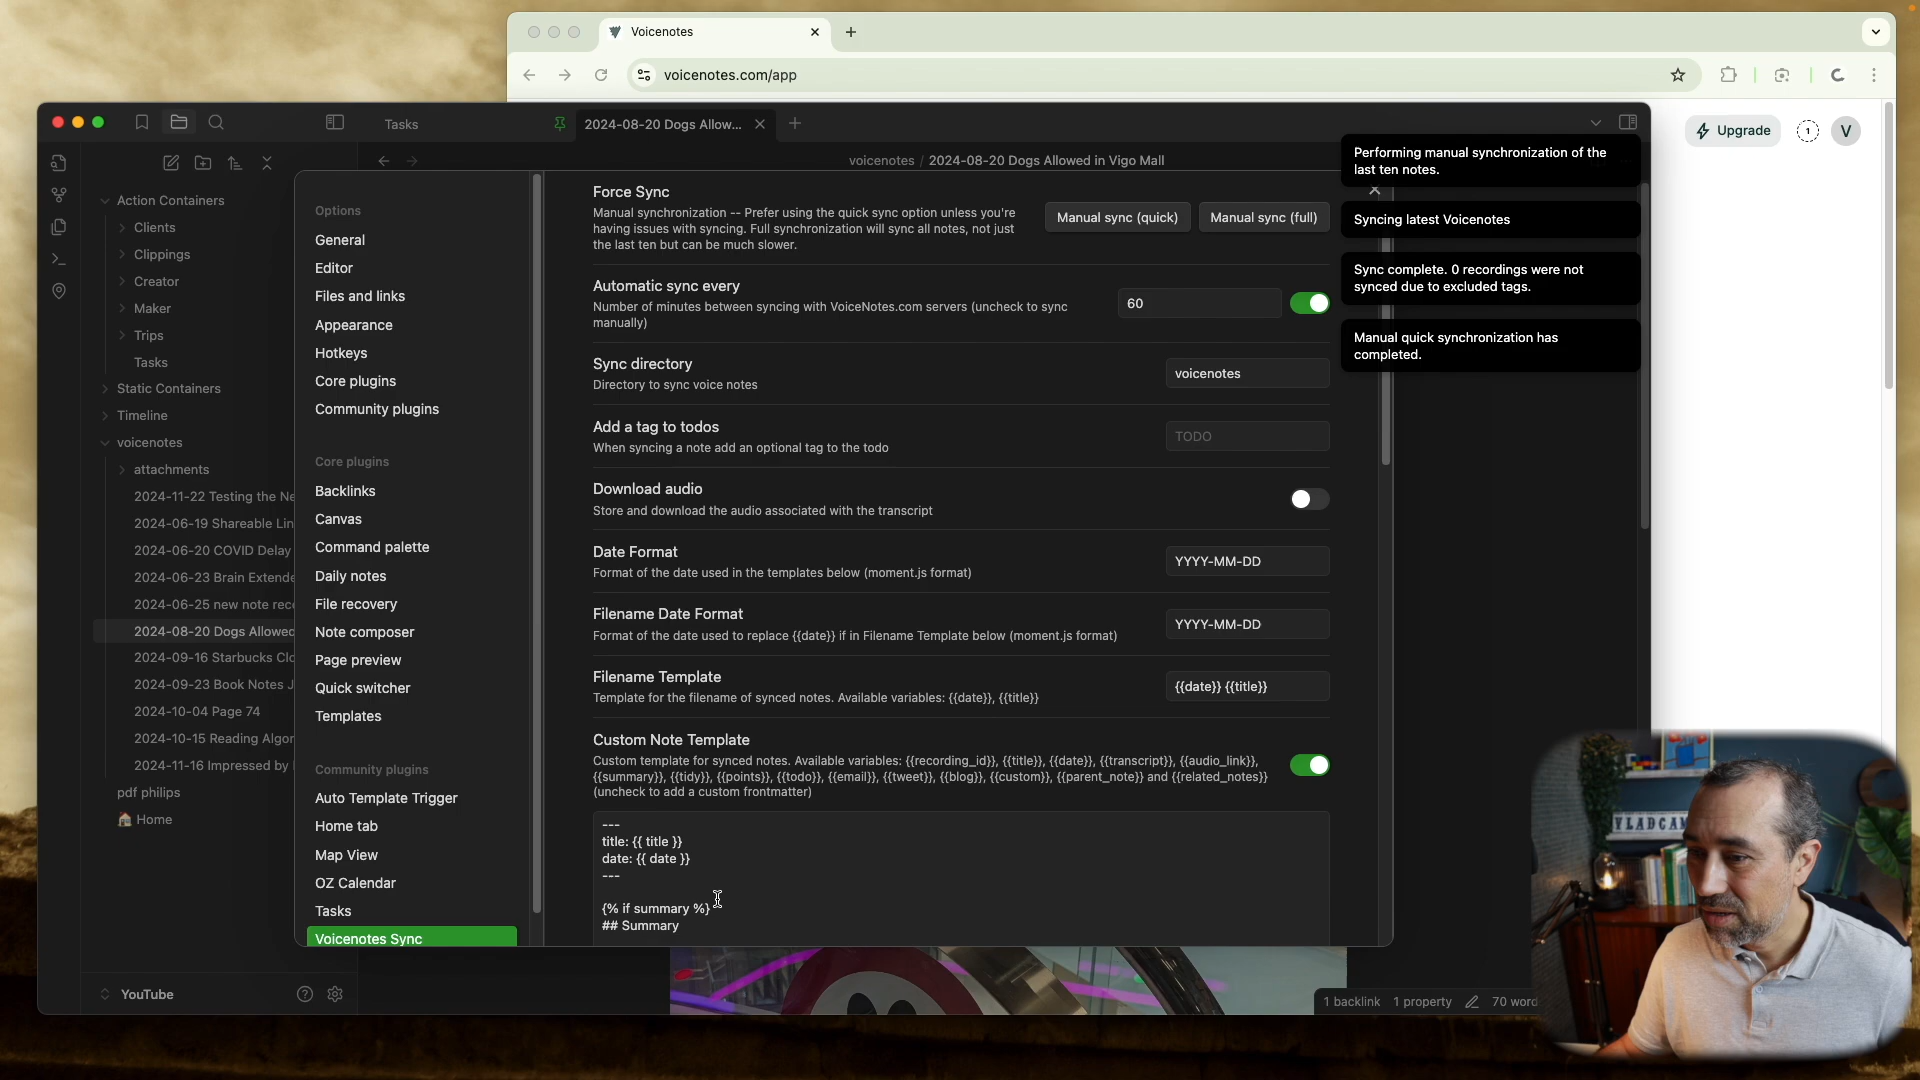 Voicenotes
voicenotes.com/app
Upgrade
1
V
Tasks
2024-08-20 Dogs Allow...
voicenotes / 2024-08-20 Dogs Allowed in Vigo Mall
Action Containers
Clients
Clippings
Creator
Maker
Trips
Tasks
Static Containers
Timeline
voicenotes
attachments
2024-11-22 Testing the Ne
2024-06-19 Shareable Lin
2024-06-20 COVID Delay
2024-06-23 Brain Extende
2024-06-25 new note rec
2024-08-20 Dogs Allowed
2024-09-16 Starbucks Clo
2024-09-23 Book Notes J
2024-10-04 Page 74
2024-10-15 Reading Algor
2024-11-16 Impressed by
pdf philips
Home
YouTube
Options
General
Editor
Files and links
Appearance
Hotkeys
Core plugins
Community plugins
Core plugins
Backlinks
Canvas
Command palette
Daily notes
File recovery
Note composer
Page preview
Quick switcher
Templates
Community plugins
Auto Template Trigger
Home tab
Map View
OZ Calendar
Tasks
Voicenotes Sync
Force Sync
Manual synchronization -- Prefer using the quick sync option unless you're
having issues with syncing. Full synchronization will sync all notes, not just
the last ten but can be much slower.
Manual sync (quick)
Manual sync (full)
Automatic sync every
Number of minutes between syncing with VoiceNotes.com servers (uncheck to sync
manually)
60
Sync directory
Directory to sync voice notes
voicenotes
Add a tag to todos
When syncing a note add an optional tag to the todo
TODO
Download audio
Store and download the audio associated with the transcript
Date Format
Format of the date used in the templates below (moment.js format)
YYYY-MM-DD
Filename Date Format
Format of the date used to replace {{date}} if in Filename Template below (moment.js format)
YYYY-MM-DD
Filename Template
Template for the filename of synced notes. Available variables: {{date}}, {{title}}
{{date}} {{title}}
Custom Note Template
Custom template for synced notes. Available variables: {{recording_id}}, {{title}}, {{date}}, {{transcript}}, {{audio_link}},
{{summary}}, {{tidy}}, {{points}}, {{todo}}, {{email}}, {{tweet}}, {{blog}}, {{custom}}, {{parent_note}} and {{related_notes}}
(uncheck to add a custom frontmatter)
---
title: {{ title }}
date: {{ date }}
---
{% if summary %}
## Summary
Performing manual synchronization of the
last ten notes.
Syncing latest Voicenotes
Sync complete. 0 recordings were not
synced due to excluded tags.
Manual quick synchronization has
completed.
1 backlink
1 property
70 word
VLADCAM